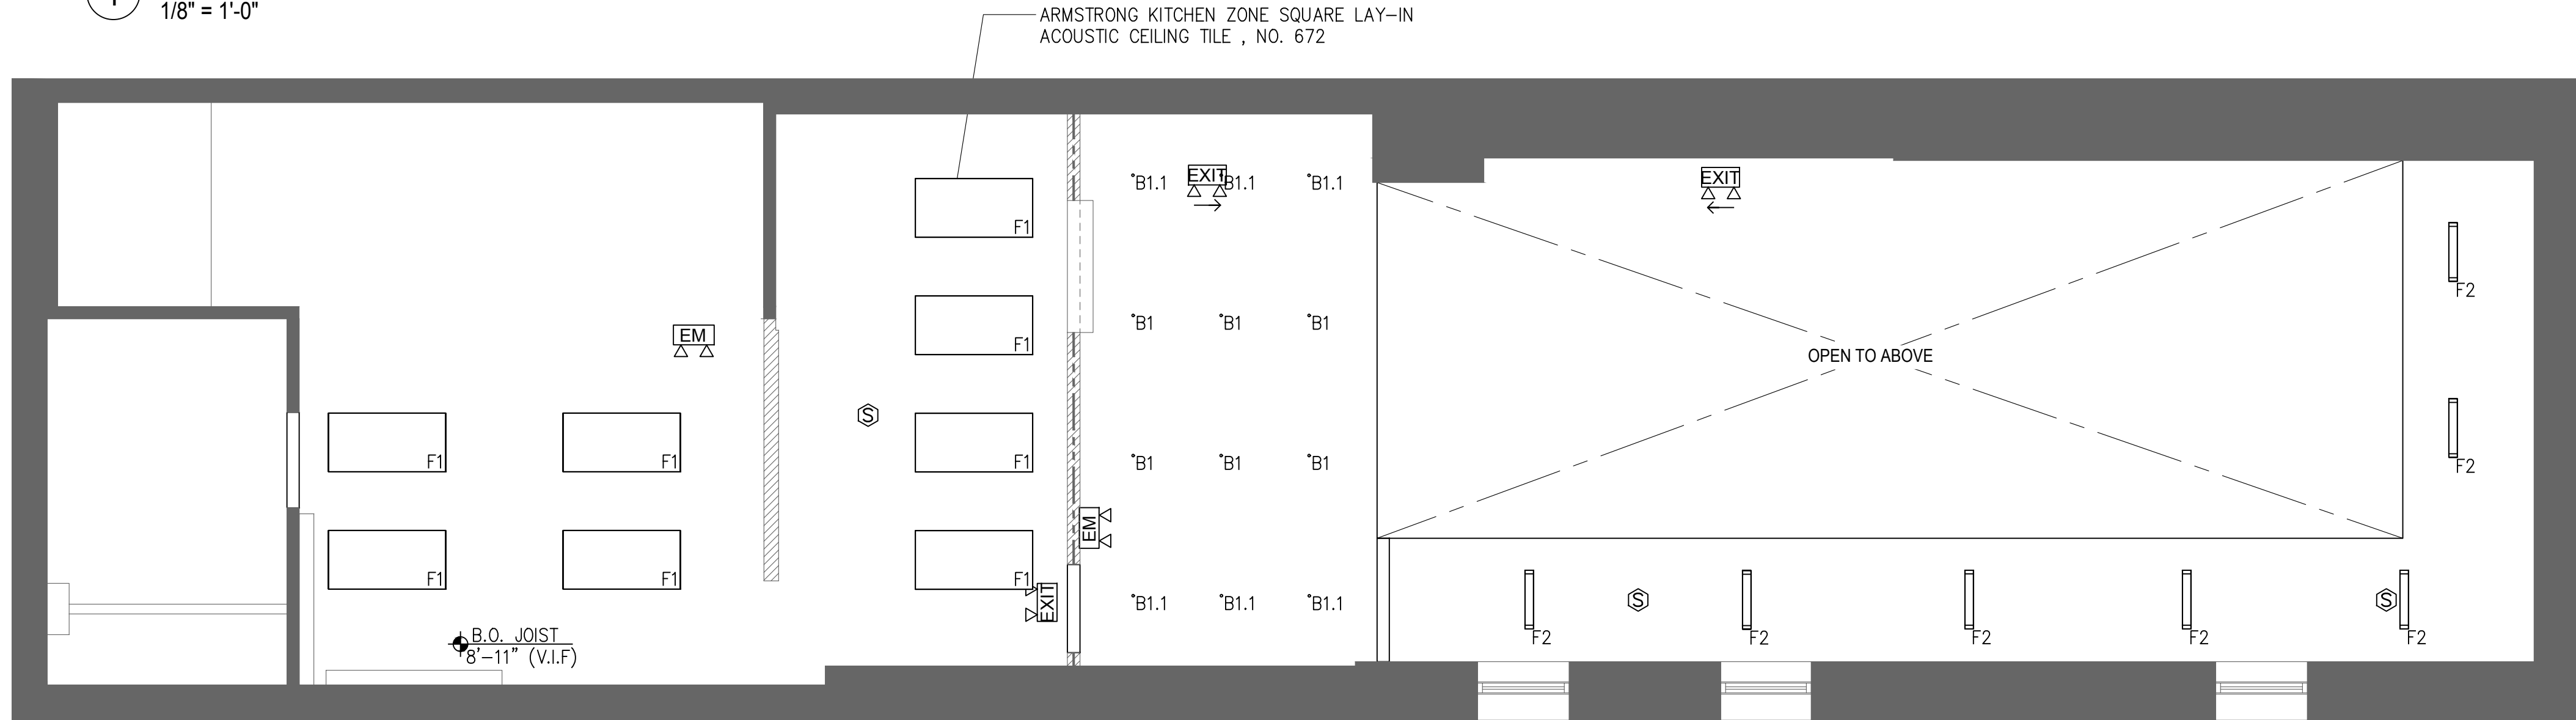 1/8" = 1'-0"
ARMSTRONG KITCHEN ZONE SQUARE LAY-IN
ACOUSTIC CEILING TILE , NO. 672
B1.1
EXIT
B1.1
B1.1
EXIT
F1
F2
B1
B1
B1
EM
F1
OPEN TO ABOVE
S
F1
F1
F1
B1
B1
B1
F2
EM
F1
F1
F1
EXIT
B1.1
B1.1
B1.1
S
S
F2
F2
F2
F2
F2
B.O. JOIST
8'-11" (V.I.F)